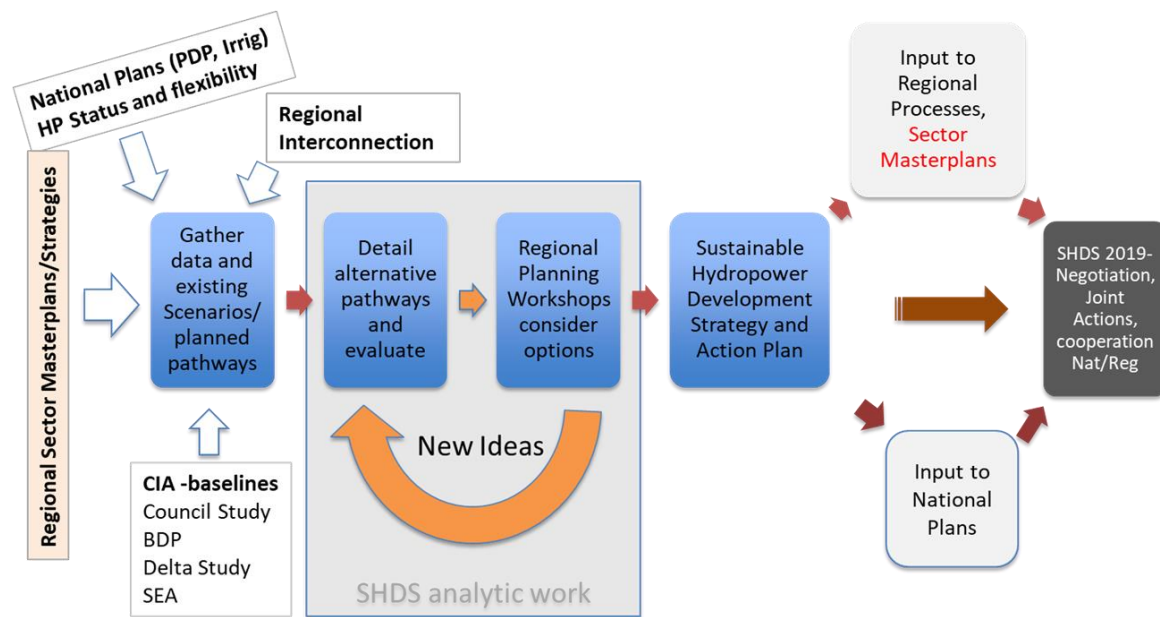 National Plans (PDP, Irrig)
HP Status and flexibility
Regional
Interconnection
Regional Sector Masterplans/Strategies
Gather
data and
existing
Scenarios/
planned
pathways
Detail
alternative
pathways
and
evaluate
Regional
Planning
Workshops
consider
options
Sustainable
Hydropower
Development
Strategy and
Action Plan
Input to
Regional
Processes,
Sector
Masterplans
SHDS 2019-
Negotiation,
Joint
Actions,
cooperation
Nat/Reg
New Ideas
CIA -baselines
Council Study
BDP
Delta Study
SEA
Input to
National
Plans
SHDS analytic work